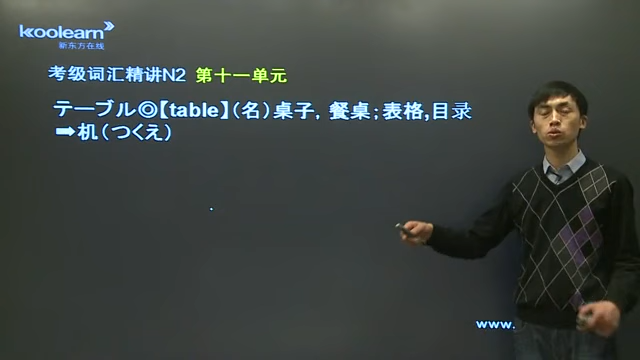 koolearn
新东方在线
考级词汇精讲N2 第十一单元
テーブル◎【table】（名）桌子，餐桌；表格,目录
➡机（つくえ）
www.